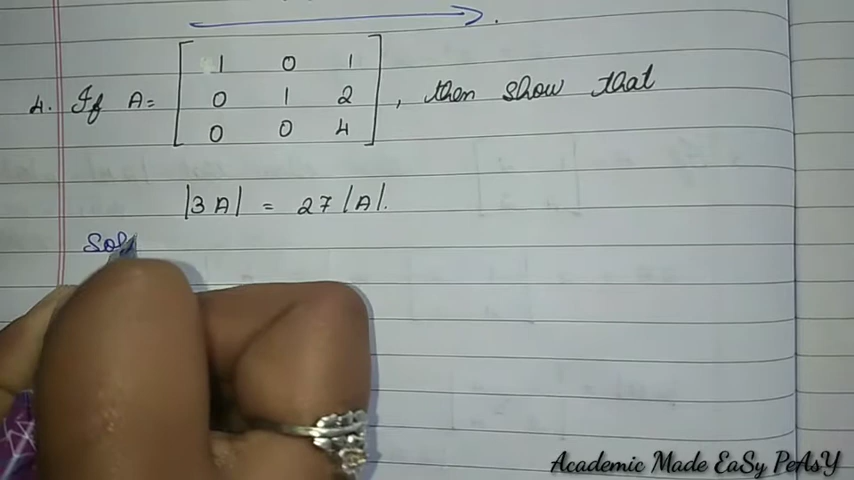 4. If A = [ 1 0 1
0 1 2
0 0 4 ], then show that
|3A| = 27 |A|.
Sol
Academic Made EaSy PeAsY